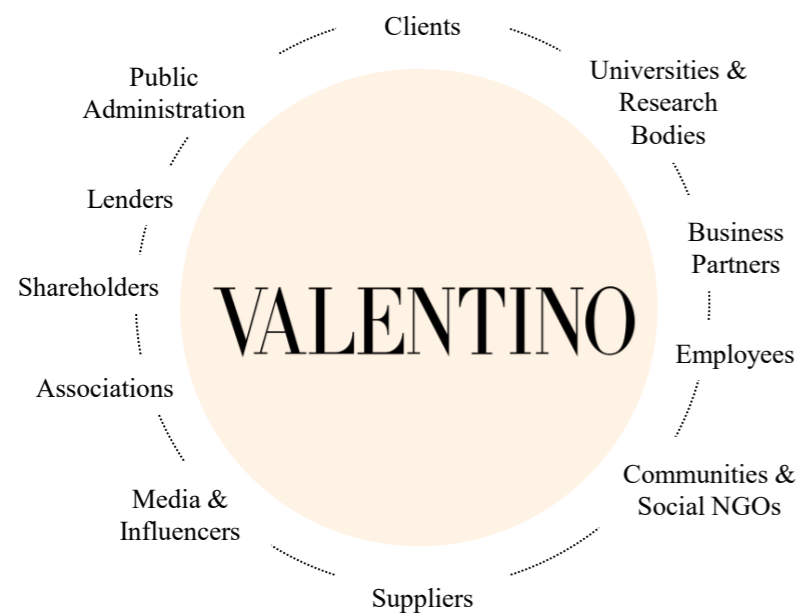 Clients
Universities &
Research
Bodies
Business
Partners
Employees
Communities &
Social NGOs
Suppliers
Media &
Influencers
Associations
Shareholders
Lenders
Public
Administration
VALENTINO